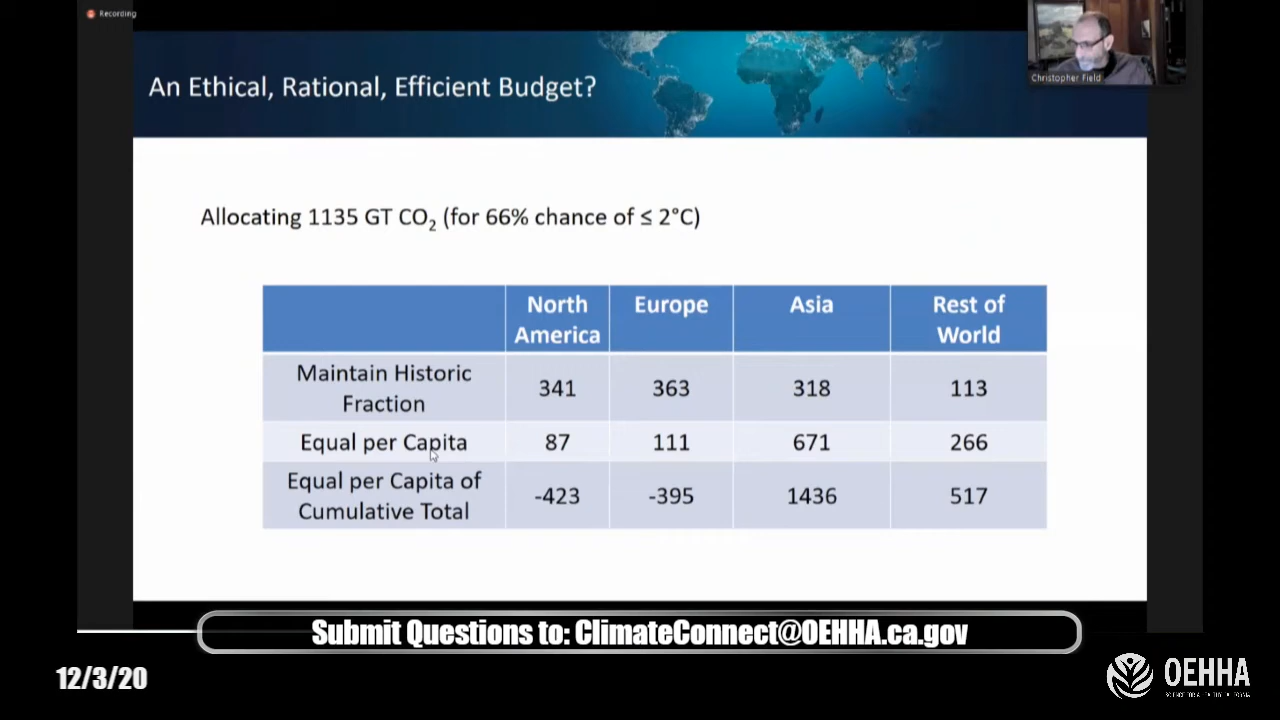 Recording
Christopher Field
An Ethical, Rational, Efficient Budget?
Allocating 1135 GT CO₂ (for 66% chance of ≤ 2°C)
North America
Europe
Asia
Rest of World
Maintain Historic Fraction
341
363
318
113
Equal per Capita
87
111
671
266
Equal per Capita of Cumulative Total
-423
-395
1436
517
Submit Questions to: ClimateConnect@OEHHA.ca.gov
12/3/20
OEHHA